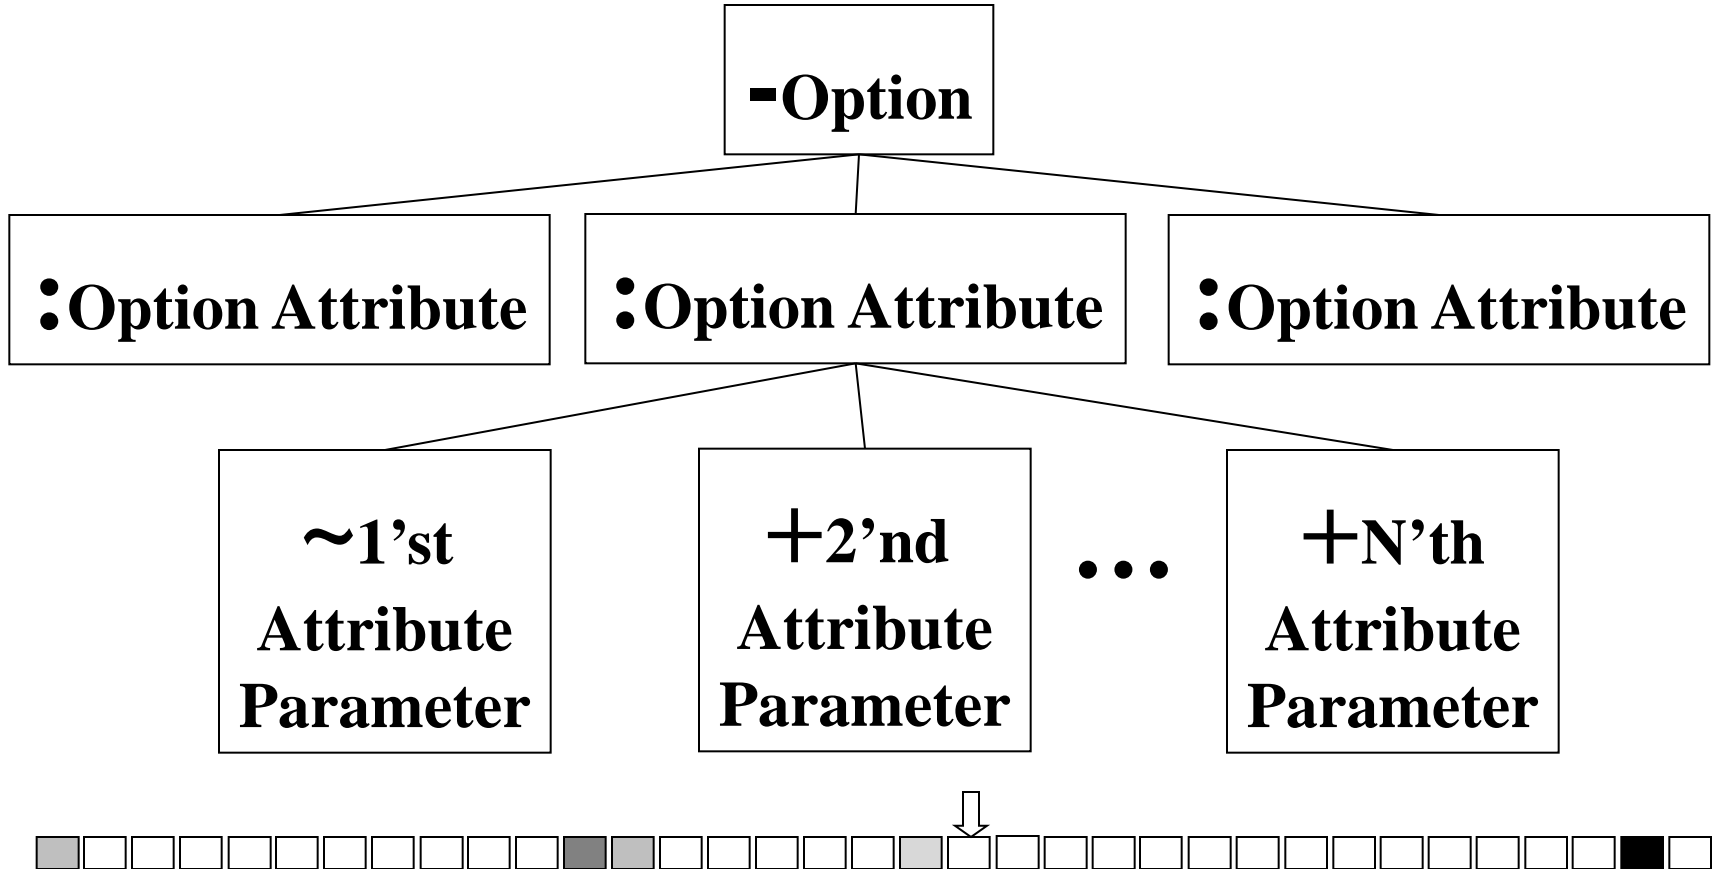 -Option
:Option Attribute
:Option Attribute
:Option Attribute
~1’st
Attribute
Parameter
+2’nd
Attribute
Parameter
...
+N’th
Attribute
Parameter